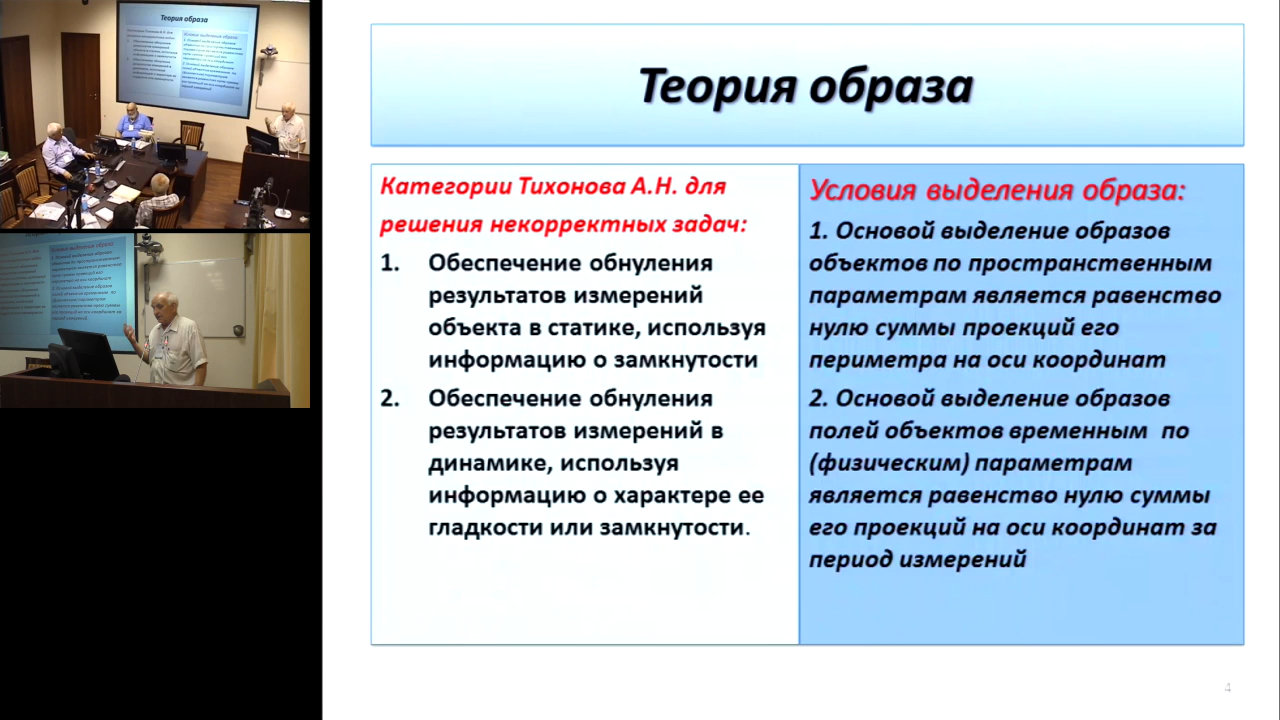 Теория образа
Категории Тихонова А.Н. для
решения некорректных задач:
1. Обеспечение обнуления
результатов измерений
объекта в статике, используя
информацию о замкнутости
2. Обеспечение обнуления
результатов измерений в
динамике, используя
информацию о характере ее
гладкости или замкнутости.
Условия выделения образа:
1. Основой выделение образов
объектов по пространственным
параметрам является равенство
нулю суммы проекций его
периметра на оси координат
2. Основой выделение образов
полей объектов временным по
(физическим) параметрам
является равенство нулю суммы
его проекций на оси координат за
период измерений
4
Теория образа